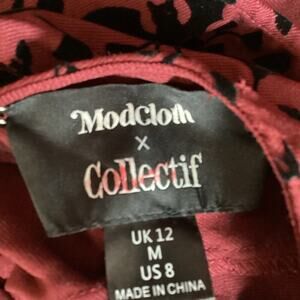 ModCloth
x
Collectif
UK 12
M
US 8
MADE IN CHINA